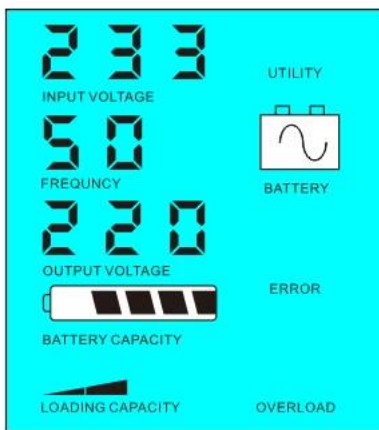 233
UTILITY
INPUT VOLTAGE
50
FREQUNCY
BATTERY
220
OUTPUT VOLTAGE
ERROR
BATTERY CAPACITY
LOADING CAPACITY
OVERLOAD